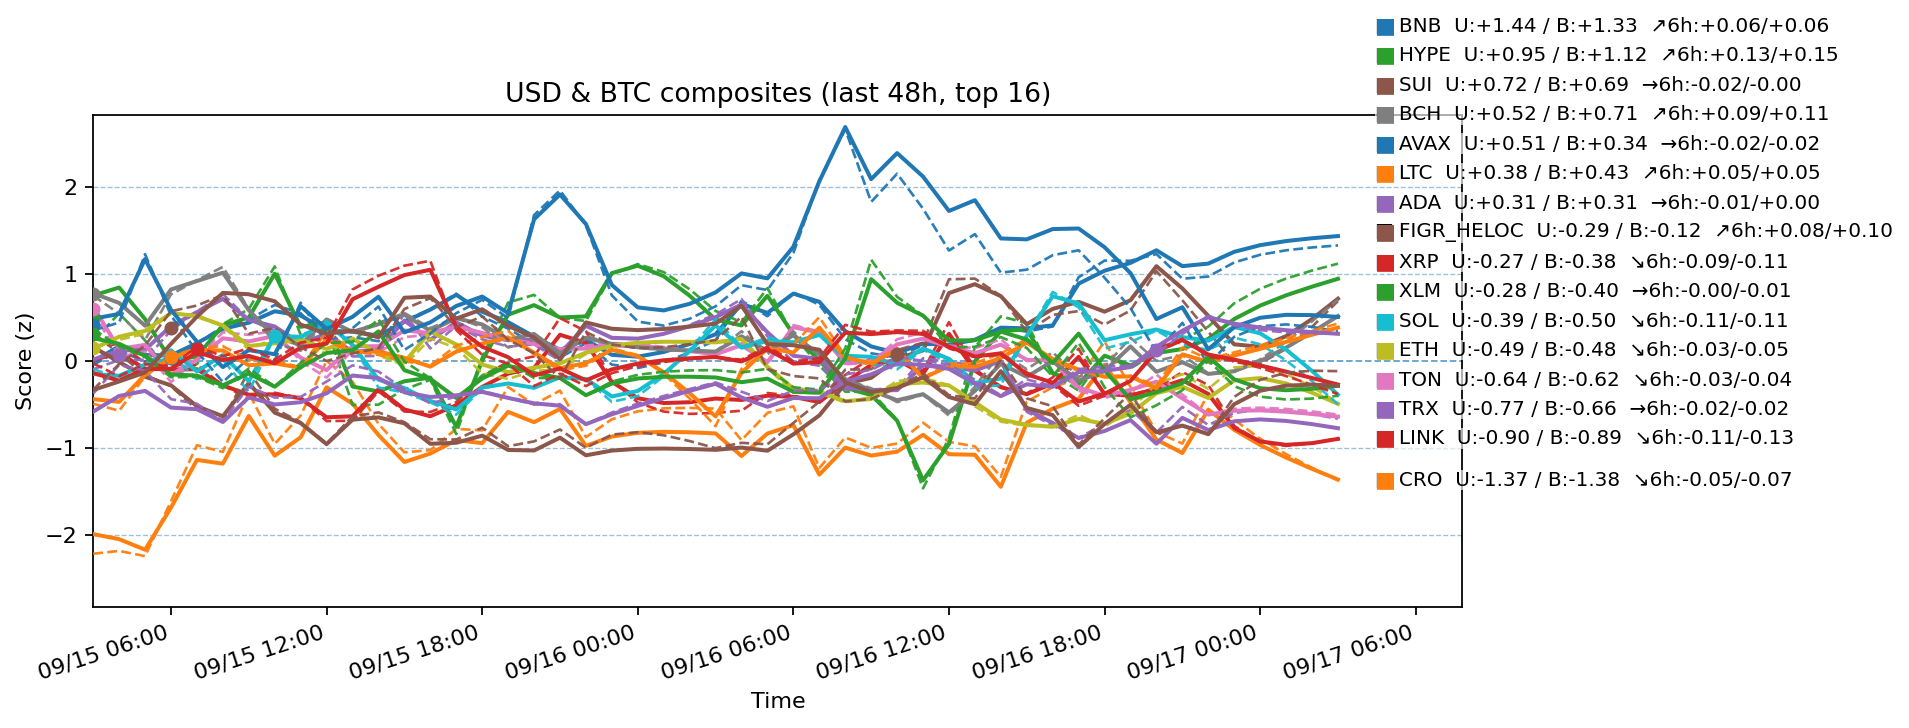 USD & BTC composites (last 48h, top 16)
BNB U:+1.44 / B:+1.33 ↗6h:+0.06/+0.06
HYPE U:+0.95 / B:+1.12 ↗6h:+0.13/+0.15
SUI U:+0.72 / B:+0.69 →6h:-0.02/-0.00
BCH U:+0.52 / B:+0.71 ↗6h:+0.09/+0.11
AVAX U:+0.51 / B:+0.34 →6h:-0.02/-0.02
LTC U:+0.38 / B:+0.43 ↗6h:+0.05/+0.05
ADA U:+0.31 / B:+0.31 →6h:-0.01/+0.00
FIGR_HELOC U:-0.29 / B:-0.12 ↗6h:+0.08/+0.10
XRP U:-0.27 / B:-0.38 ↘6h:-0.09/-0.11
XLM U:-0.28 / B:-0.40 →6h:-0.00/-0.01
SOL U:-0.39 / B:-0.50 ↘6h:-0.11/-0.11
ETH U:-0.49 / B:-0.48 ↘6h:-0.03/-0.05
TON U:-0.64 / B:-0.62 ↘6h:-0.03/-0.04
TRX U:-0.77 / B:-0.66 →6h:-0.02/-0.02
LINK U:-0.90 / B:-0.89 ↘6h:-0.11/-0.13
CRO U:-1.37 / B:-1.38 ↘6h:-0.05/-0.07
Score (z)
2
1
0
−1
−2
09/15 06:00
09/15 12:00
09/15 18:00
09/16 00:00
09/16 06:00
09/16 12:00
09/16 18:00
09/17 00:00
09/17 06:00
Time